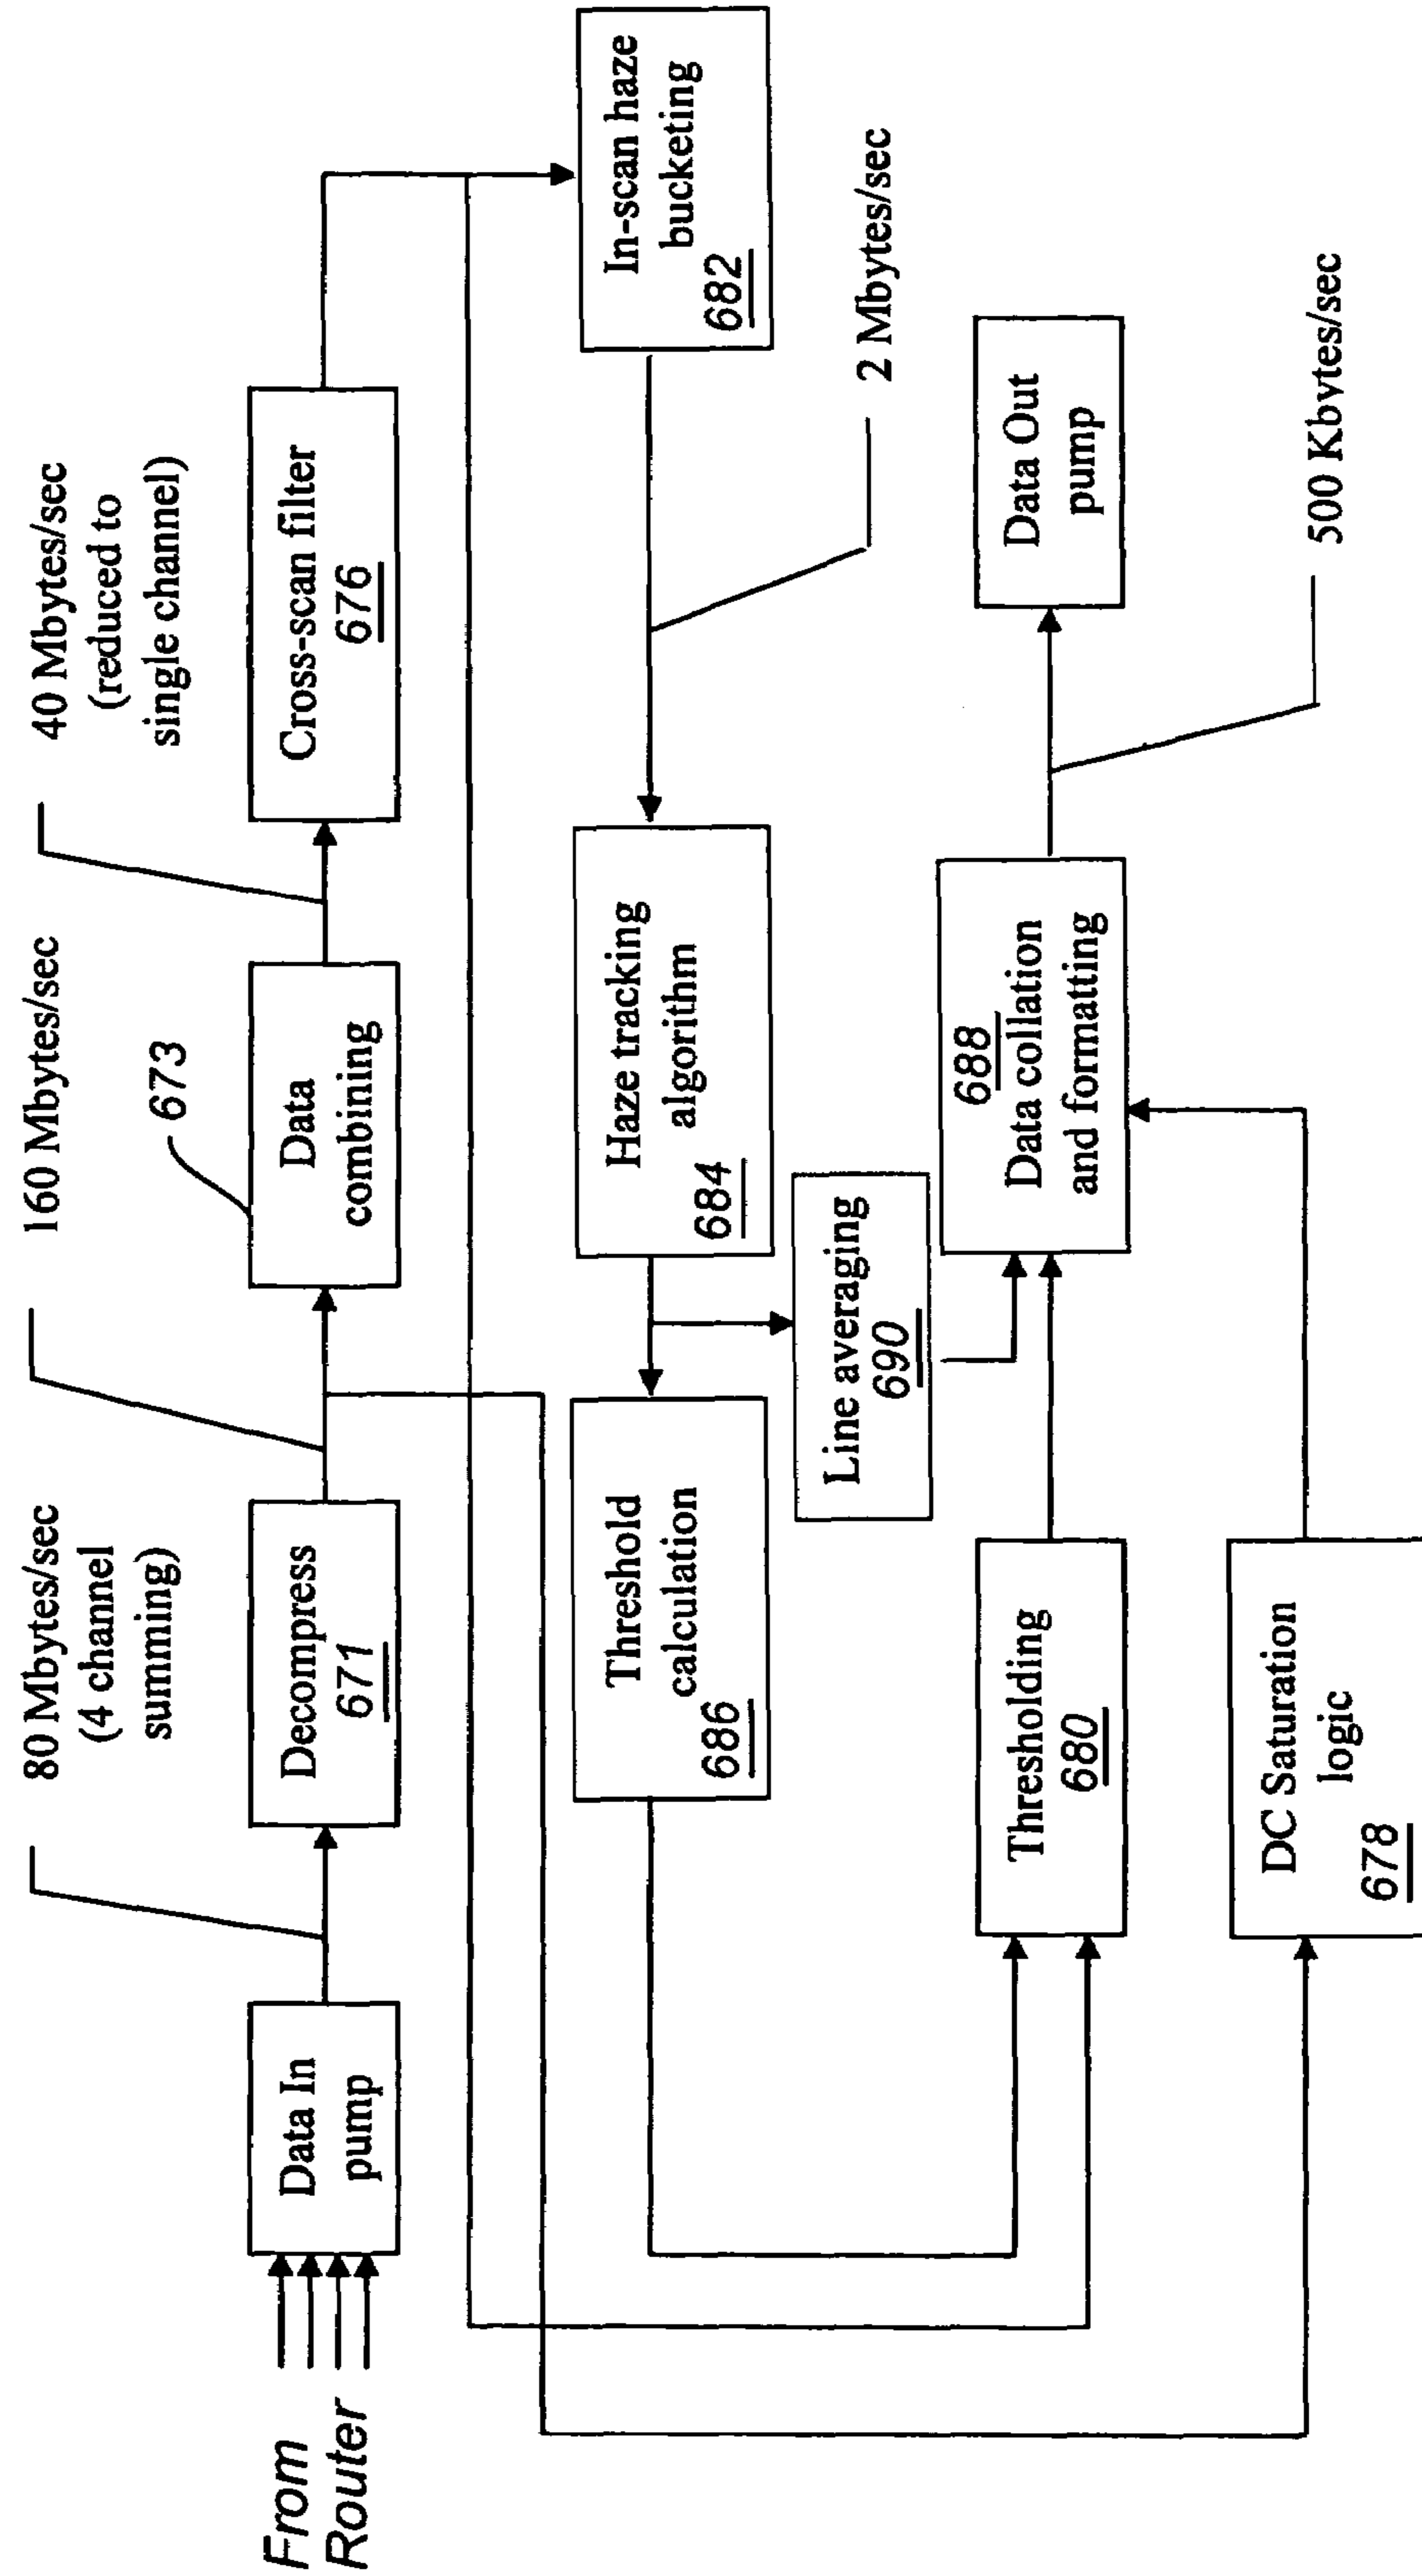 80 Mbytes/sec
(4 channel
summing)
160 Mbytes/sec
40 Mbytes/sec
(reduced to
single channel)
673
From
Router
Data In
pump
Decompress
671
Data
combining
Cross-scan filter
676
In-scan haze
bucketing
682
Haze tracking
algorithm
684
Threshold
calculation
686
2 Mbytes/sec
Line averaging
690
Thresholding
680
688
Data collation
and formatting
Data Out
pump
DC Saturation
logic
678
500 Kbytes/sec